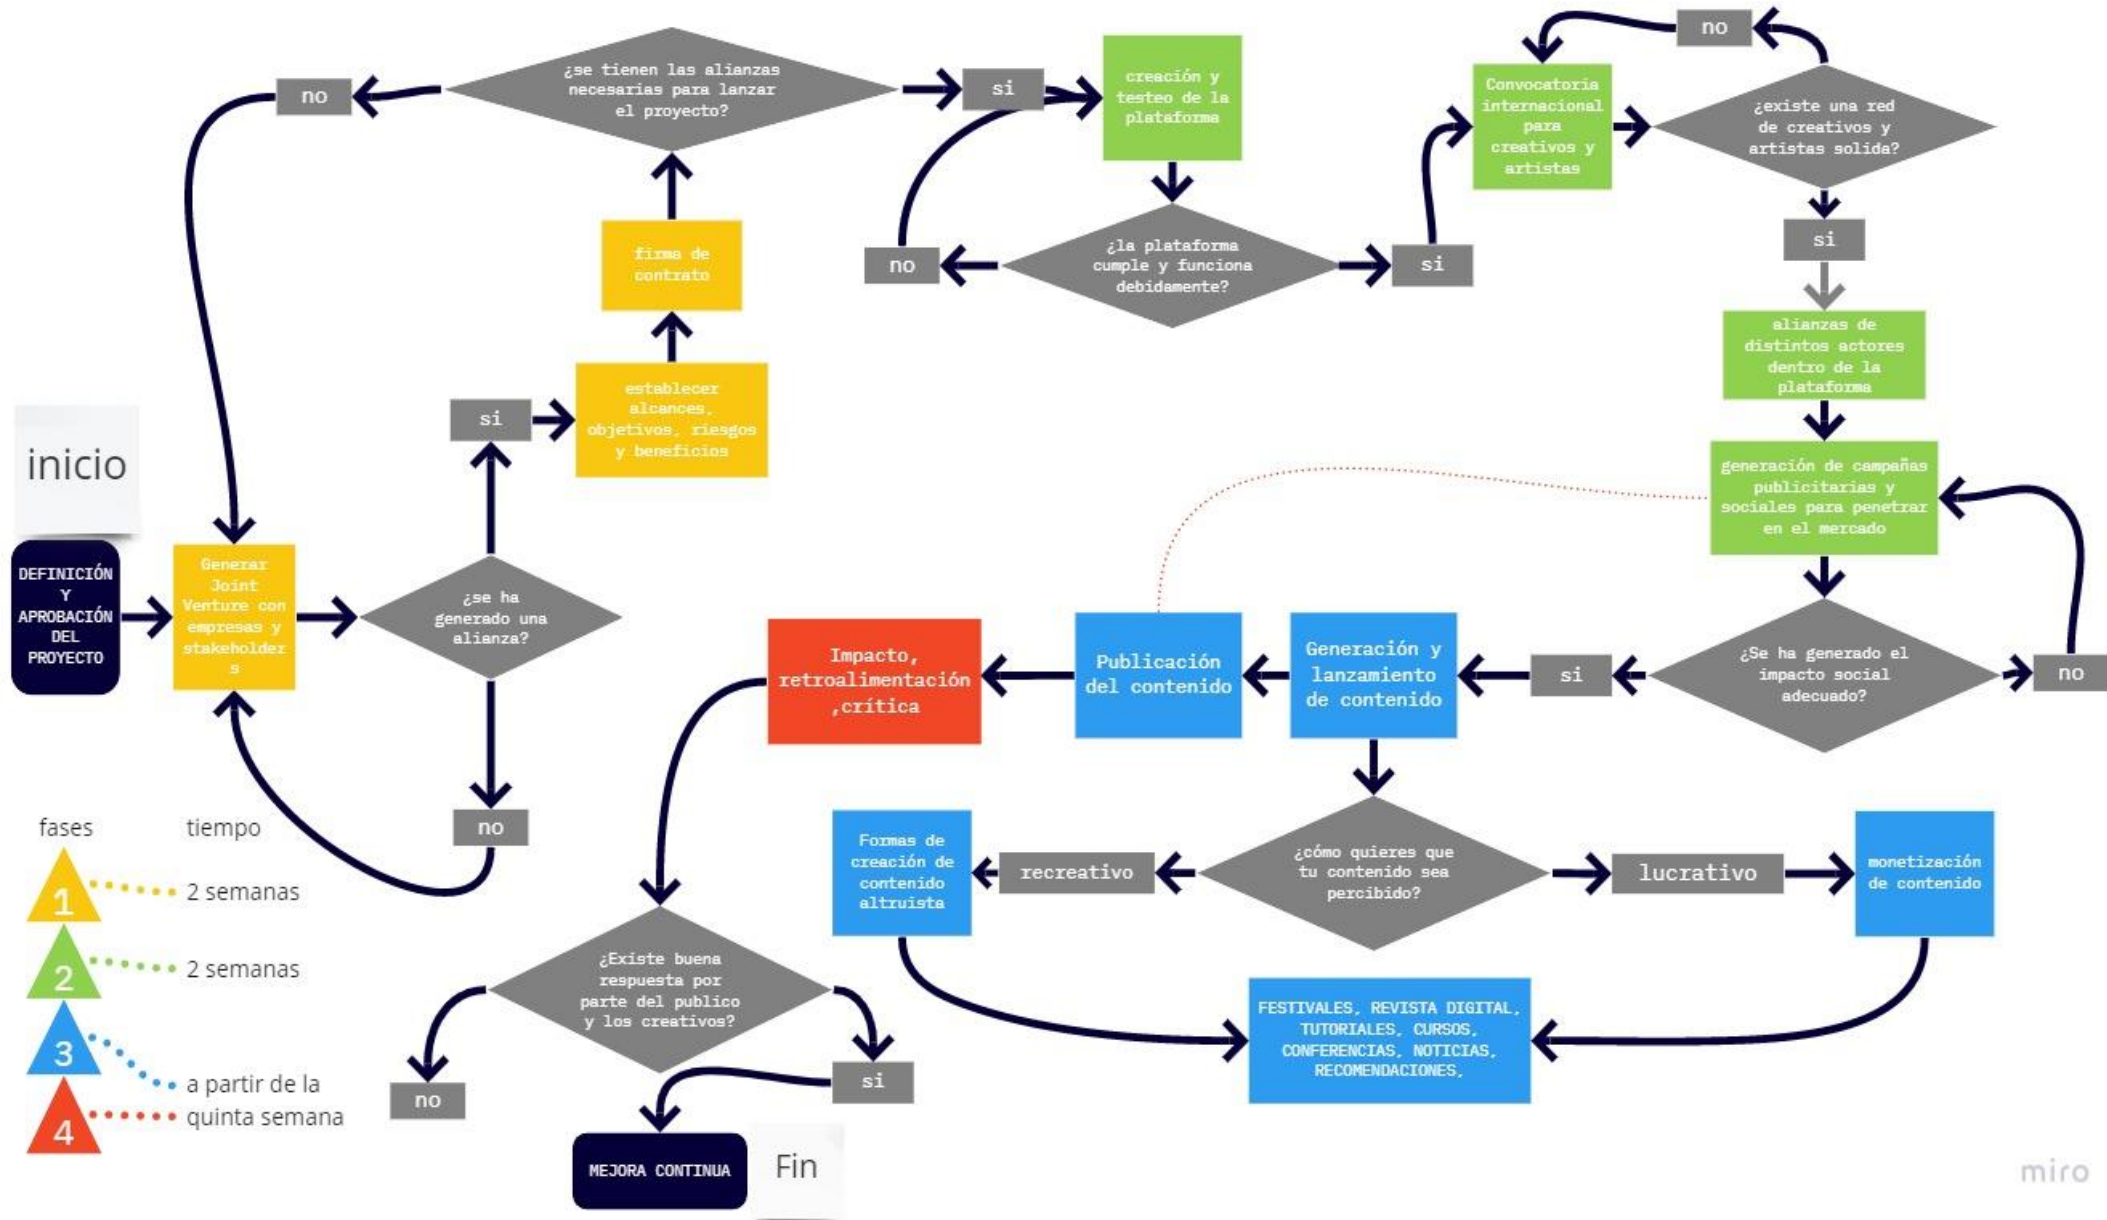 inicio
DEFINICIÓN
Y
APROBACIÓN
DEL
PROYECTO
Generar
Joint
Venture con
empresas y
stakeholder
s
¿se ha
generado una
alianza?
no
si
establecer
alcances,
objetivos, riesgos
y beneficios
firma de
contrato
¿se tienen las alianzas
necesarias para lanzar
el proyecto?
no
si
creación y
testeo de la
plataforma
¿la plataforma
cumple y funciona
debidamente?
no
si
Convocatoria
internacional
para
creativos y
artistas
¿existe una red
de creativos y
artistas solida?
no
si
alianzas de
distintos actores
dentro de la
plataforma
generación de campañas
publicitarias y
sociales para penetrar
en el mercado
¿Se ha generado el
impacto social
adecuado?
no
si
Generación y
lanzamiento
de contenido
Publicación
del contenido
Impacto,
retroalimentación
,crítica
¿cómo quieres que
tu contenido sea
percibido?
recreativo
Formas de
creación de
contenido
altruista
lucrativo
monetización
de contenido
FESTIVALES, REVISTA DIGITAL,
TUTORIALES, CURSOS,
CONFERENCIAS, NOTICIAS,
RECOMENDACIONES,
¿Existe buena
respuesta por
parte del publico
y los creativos?
no
si
MEJORA CONTINUA
Fin
fases tiempo
1 2 semanas
2 2 semanas
3 a partir de la
4 quinta semana
miro